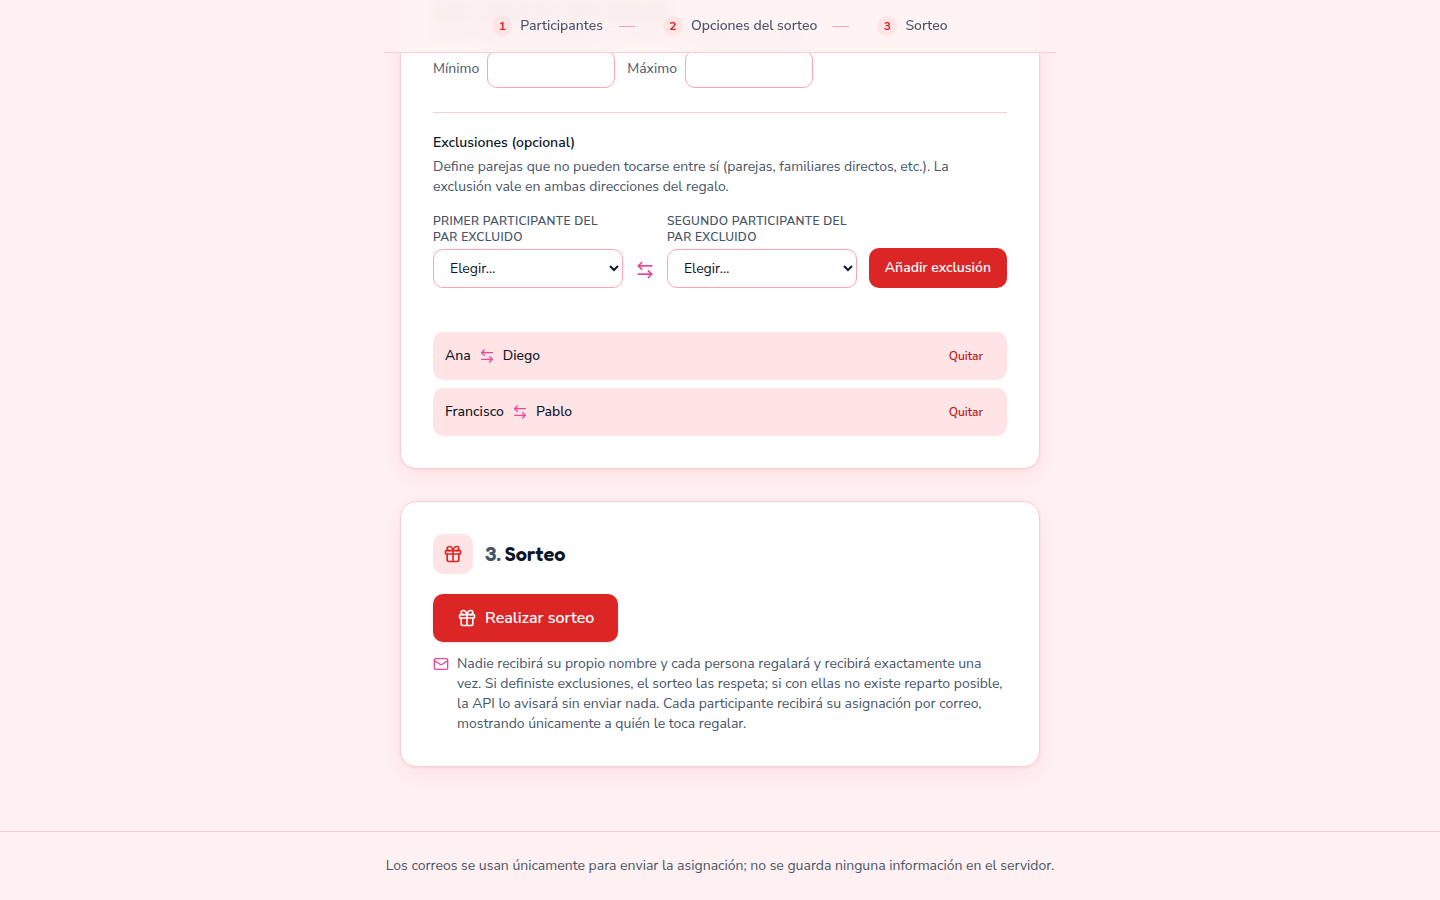 1 Participantes — 2 Opciones del sorteo — 3 Sorteo
Mínimo Máximo
Exclusiones (opcional)
Define parejas que no pueden tocarse entre sí (parejas, familiares directos, etc.). La
exclusión vale en ambas direcciones del regalo.
PRIMER PARTICIPANTE DEL
PAR EXCLUIDO
SEGUNDO PARTICIPANTE DEL
PAR EXCLUIDO
Elegir... Elegir... Añadir exclusión
Ana Diego Quitar
Francisco Pablo Quitar
3. Sorteo
Realizar sorteo
Nadie recibirá su propio nombre y cada persona regalará y recibirá exactamente una
vez. Si definiste exclusiones, el sorteo las respeta; si con ellas no existe reparto posible,
la API lo avisará sin enviar nada. Cada participante recibirá su asignación por correo,
mostrando únicamente a quién le toca regalar.
Los correos se usan únicamente para enviar la asignación; no se guarda ninguna información en el servidor.